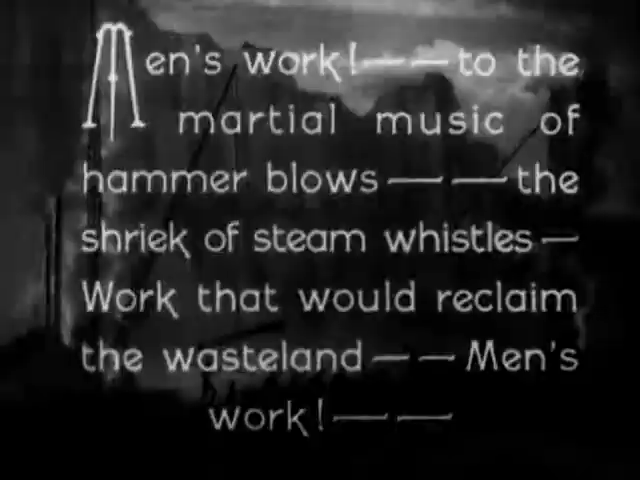 Men's work!—— to the
martial music of
hammer blows —— the
shriek of steam whistles —
Work that would reclaim
the wasteland —— Men's
work!——